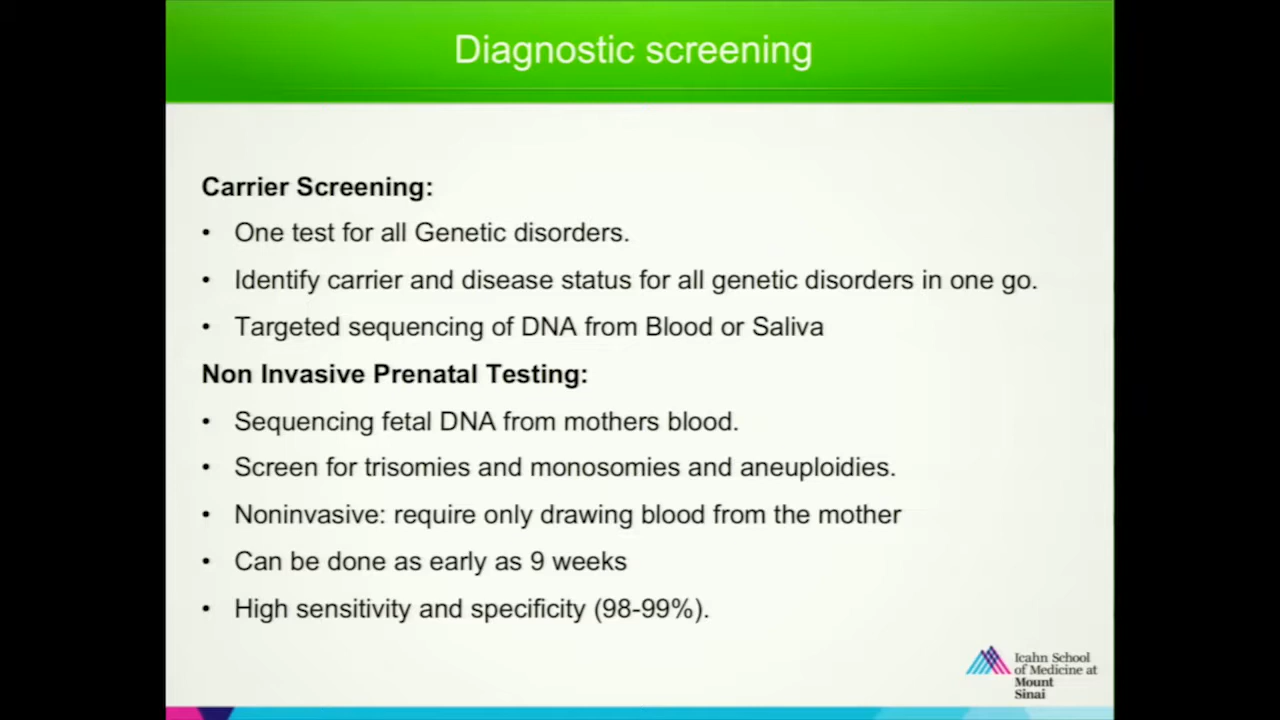 Diagnostic screening
Carrier Screening:
• One test for all Genetic disorders.
• Identify carrier and disease status for all genetic disorders in one go.
• Targeted sequencing of DNA from Blood or Saliva
Non Invasive Prenatal Testing:
• Sequencing fetal DNA from mothers blood.
• Screen for trisomies and monosomies and aneuploidies.
• Noninvasive: require only drawing blood from the mother
• Can be done as early as 9 weeks
• High sensitivity and specificity (98-99%).
Icahn School
of Medicine at
Mount
Sinai